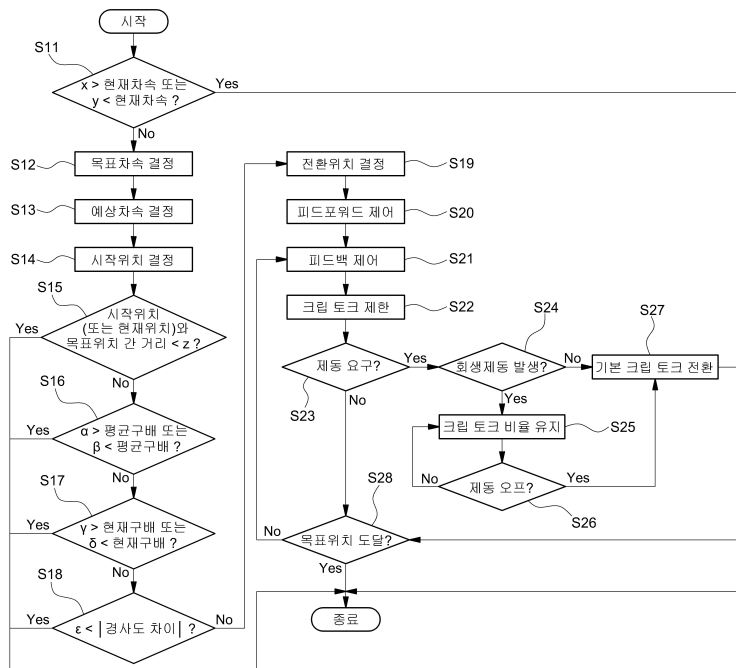 시작
S11
x > 현재차속 또는
y < 현재차속 ?
Yes
No
S12
목표차속 결정
S13
예상차속 결정
S14
시작위치 결정
S15
시작위치
(또는 현재위치)와
목표위치 간 거리 < z ?
Yes
No
S16
α > 평균구배 또는
β < 평균구배 ?
Yes
No
S17
γ > 현재구배 또는
δ < 현재구배 ?
Yes
No
S18
ε < | 경사도 차이 | ?
Yes
No
전환위치 결정
S19
피드포워드 제어
S20
피드백 제어
S21
크립 토크 제한
S22
제동 요구?
S23
Yes
No
회생제동 발생?
S24
No
Yes
기본 크립 토크 전환
S27
크립 토크 비율 유지
S25
제동 오프?
S26
No
Yes
목표위치 도달?
S28
No
Yes
종료